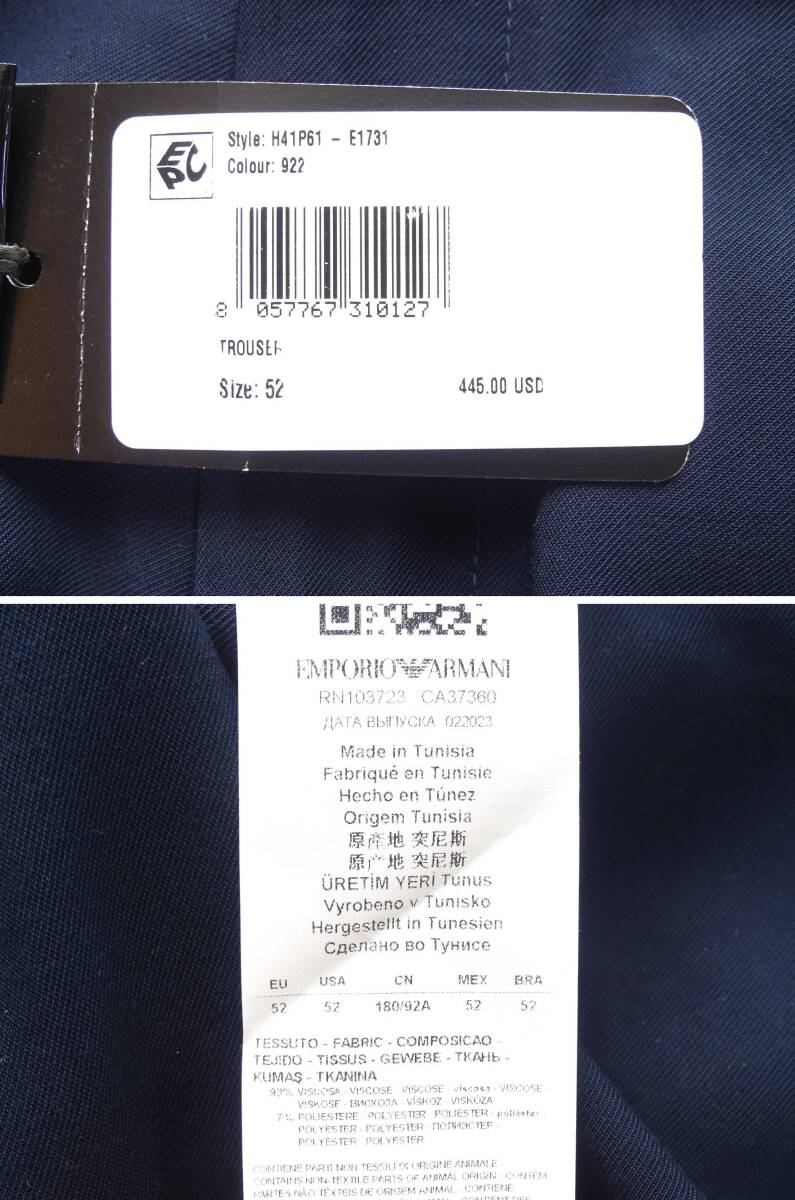 EPC
Style: H41P61 - E1731
Colour: 922
8 057767 310127
TROUSER
Size: 52
445.00 USD
EMPORIO ARMANI
RN103723 CA37360
ДАТА ВЫПУСКА 022023
Made in Tunisia
Fabriqué en Tunisie
Hecho en Túnez
Origem Tunísia
原產地 突尼斯
原产地 突尼斯
ÜRETİM YERİ Tunus
Vyrobeno v Tunisko
Hergestellt in Tunesien
Сделано во Тунисе
EU USA CN MEX BRA
52 52 180/92A 52 52
TESSUTO - FABRIC - COMPOSICAO -
TEJIDO - TISSUS - GEWEBE - ТКАНЬ -
KUMAŞ - TKANINA
93% VISCOSA - VISCOSE - VISCOSE - viscosa - VISCOSE -
VISKOSE - ВИСКОЗА - VİSKOZ - VISKÓZA
7% POLIESTERE - POLYESTER - POLIÉSTER - poliéster -
POLYESTER - POLYESTER - ПОЛИЭСТЕР -
POLYESTER - POLYESTER
CONTIENE PARTI NON TESSILI DI ORIGINE ANIMALE -
CONTAINS NON-TEXTILE PARTS OF ANIMAL ORIGIN - CONTÉM
PARTES NÃO TÊXTEIS DE ORIGEM ANIMAL - CONTIENE